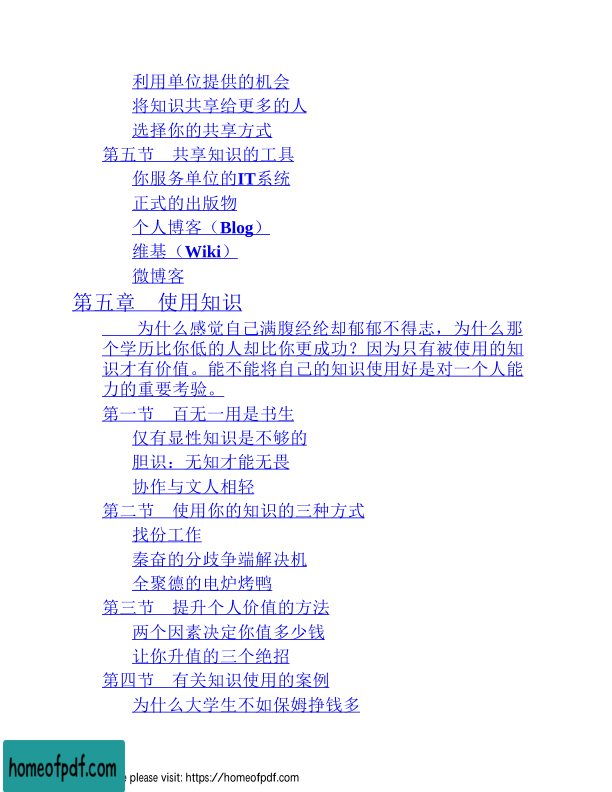 利用单位提供的机会
将知识共享给更多的人
选择你的共享方式
第五节　共享知识的工具
你服务单位的IT系统
正式的出版物
个人博客（Blog）
维基（Wiki）
微博客
第五章　使用知识
为什么感觉自己满腹经纶却郁郁不得志，为什么那
个学历比你低的人却比你更成功？因为只有被使用的知
识才有价值。能不能将自己的知识使用好是对一个人能
力的重要考验。
第一节　百无一用是书生
仅有显性知识是不够的
胆识：无知才能无畏
协作与文人相轻
第二节　使用你的知识的三种方式
找份工作
秦奋的分歧争端解决机
全聚德的电炉烤鸭
第三节　提升个人价值的方法
两个因素决定你值多少钱
让你升值的三个绝招
第四节　有关知识使用的案例
为什么大学生不如保姆挣钱多
homeofpdf.com
please visit: https://homeofpdf.com